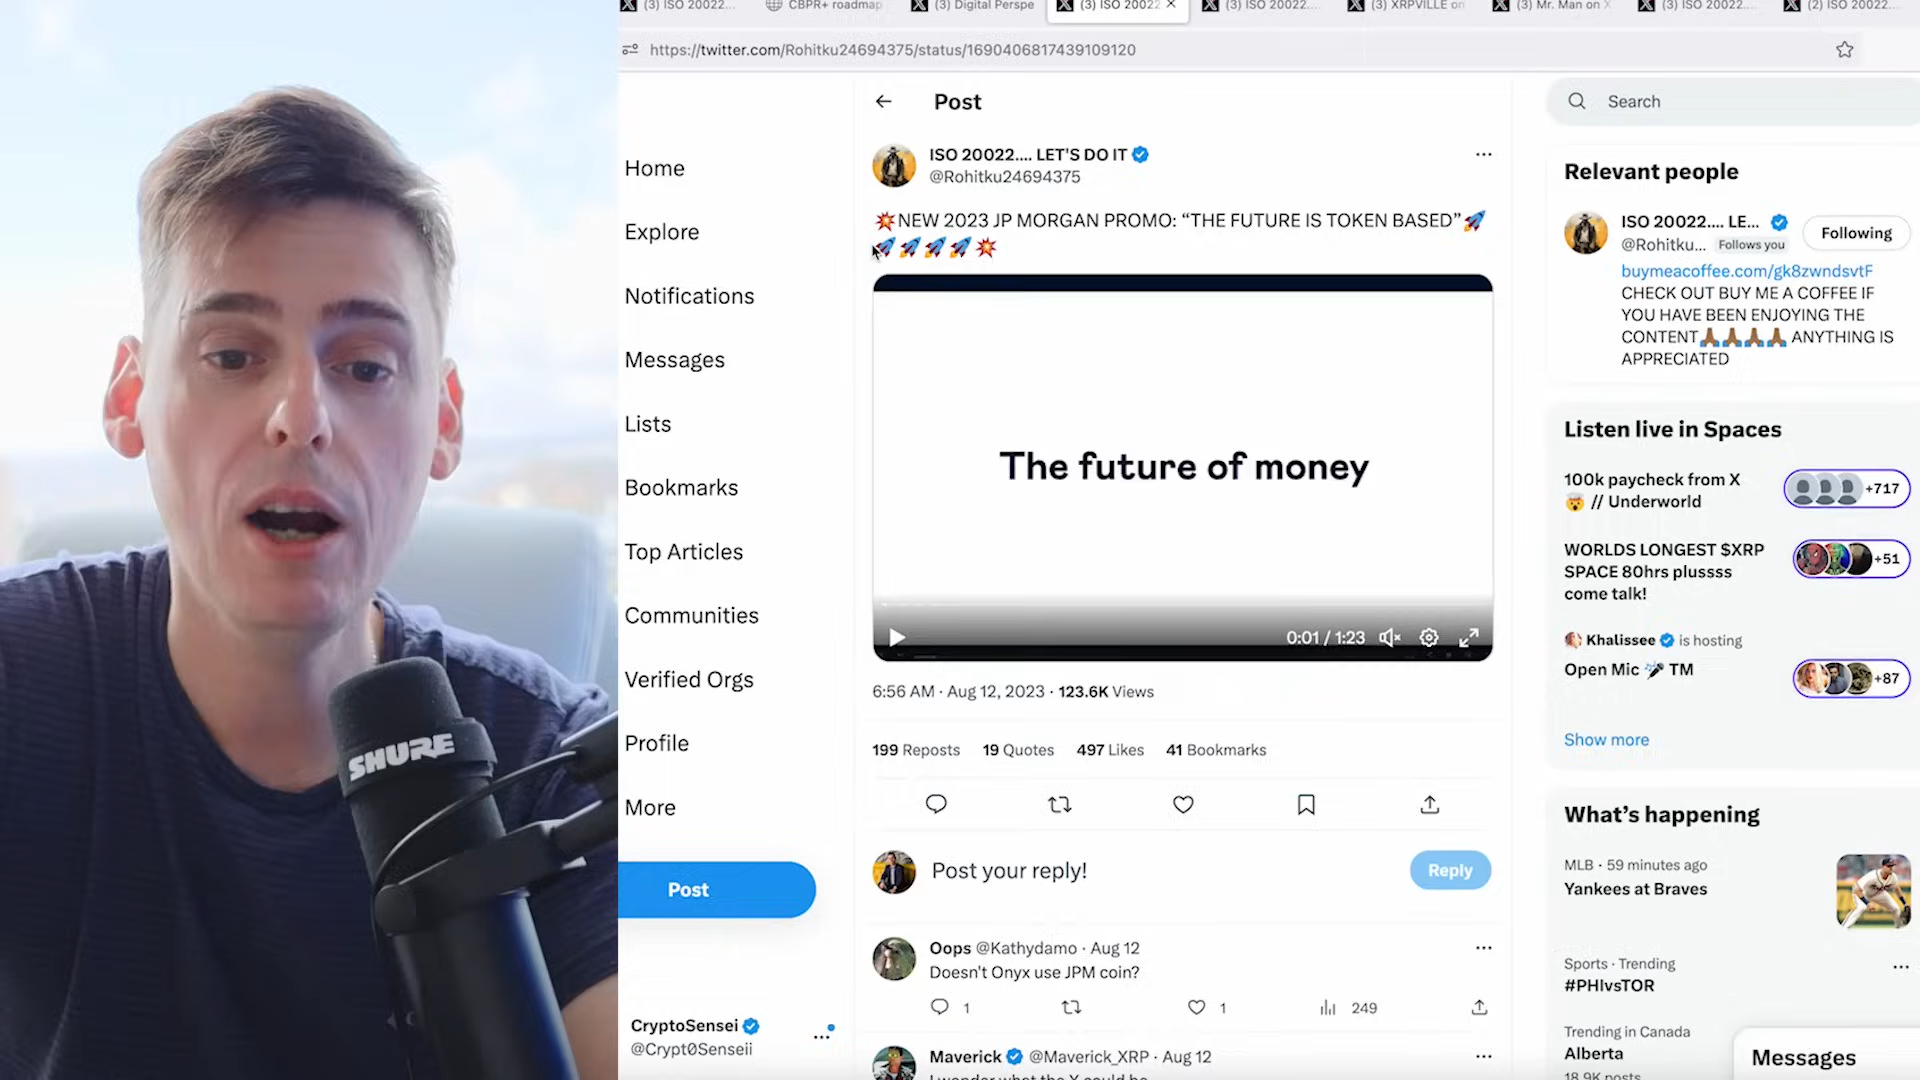 (3) ISO 20022...
CBPR+ roadmap
(3) Digital Perspe
(3) ISO 20022
(3) ISO 20022...
(3) XRPVILLE on
(3) Mr. Man on X
(3) ISO 20022...
(2) ISO 20022...
https://twitter.com/Rohitku24694375/status/1690406817439109120
Home
Explore
Notifications
Messages
Lists
Bookmarks
Top Articles
Communities
Verified Orgs
Profile
More
Post
CryptoSensei
@Crypt0Senseii
Post
ISO 20022.... LET'S DO IT
@Rohitku24694375
💥NEW 2023 JP MORGAN PROMO: “THE FUTURE IS TOKEN BASED”🚀
🚀🚀🚀🚀💥
The future of money
0:01 / 1:23
6:56 AM · Aug 12, 2023 · 123.6K Views
199 Reposts 19 Quotes 497 Likes 41 Bookmarks
Post your reply!
Reply
Oops @Kathydamo · Aug 12
Doesn't Onyx use JPM coin?
1 1 249
Maverick @Maverick_XRP · Aug 12
Search
Relevant people
ISO 20022.... LE...
@Rohitku... Follows you
Following
buymeacoffee.com/gk8zwndsvtF
CHECK OUT BUY ME A COFFEE IF
YOU HAVE BEEN ENJOYING THE
CONTENT🙏🏾🙏🏾🙏🏾🙏🏾 ANYTHING IS
APPRECIATED
Listen live in Spaces
100k paycheck from X
🤯 // Underworld
+717
WORLDS LONGEST $XRP
SPACE 80hrs plussss
come talk!
+51
Khalissee is hosting
Open Mic 🎤 TM
+87
Show more
What’s happening
MLB · 59 minutes ago
Yankees at Braves
Sports · Trending
#PHIvsTOR
Trending in Canada
Alberta
18.9K posts
Messages
SHURE